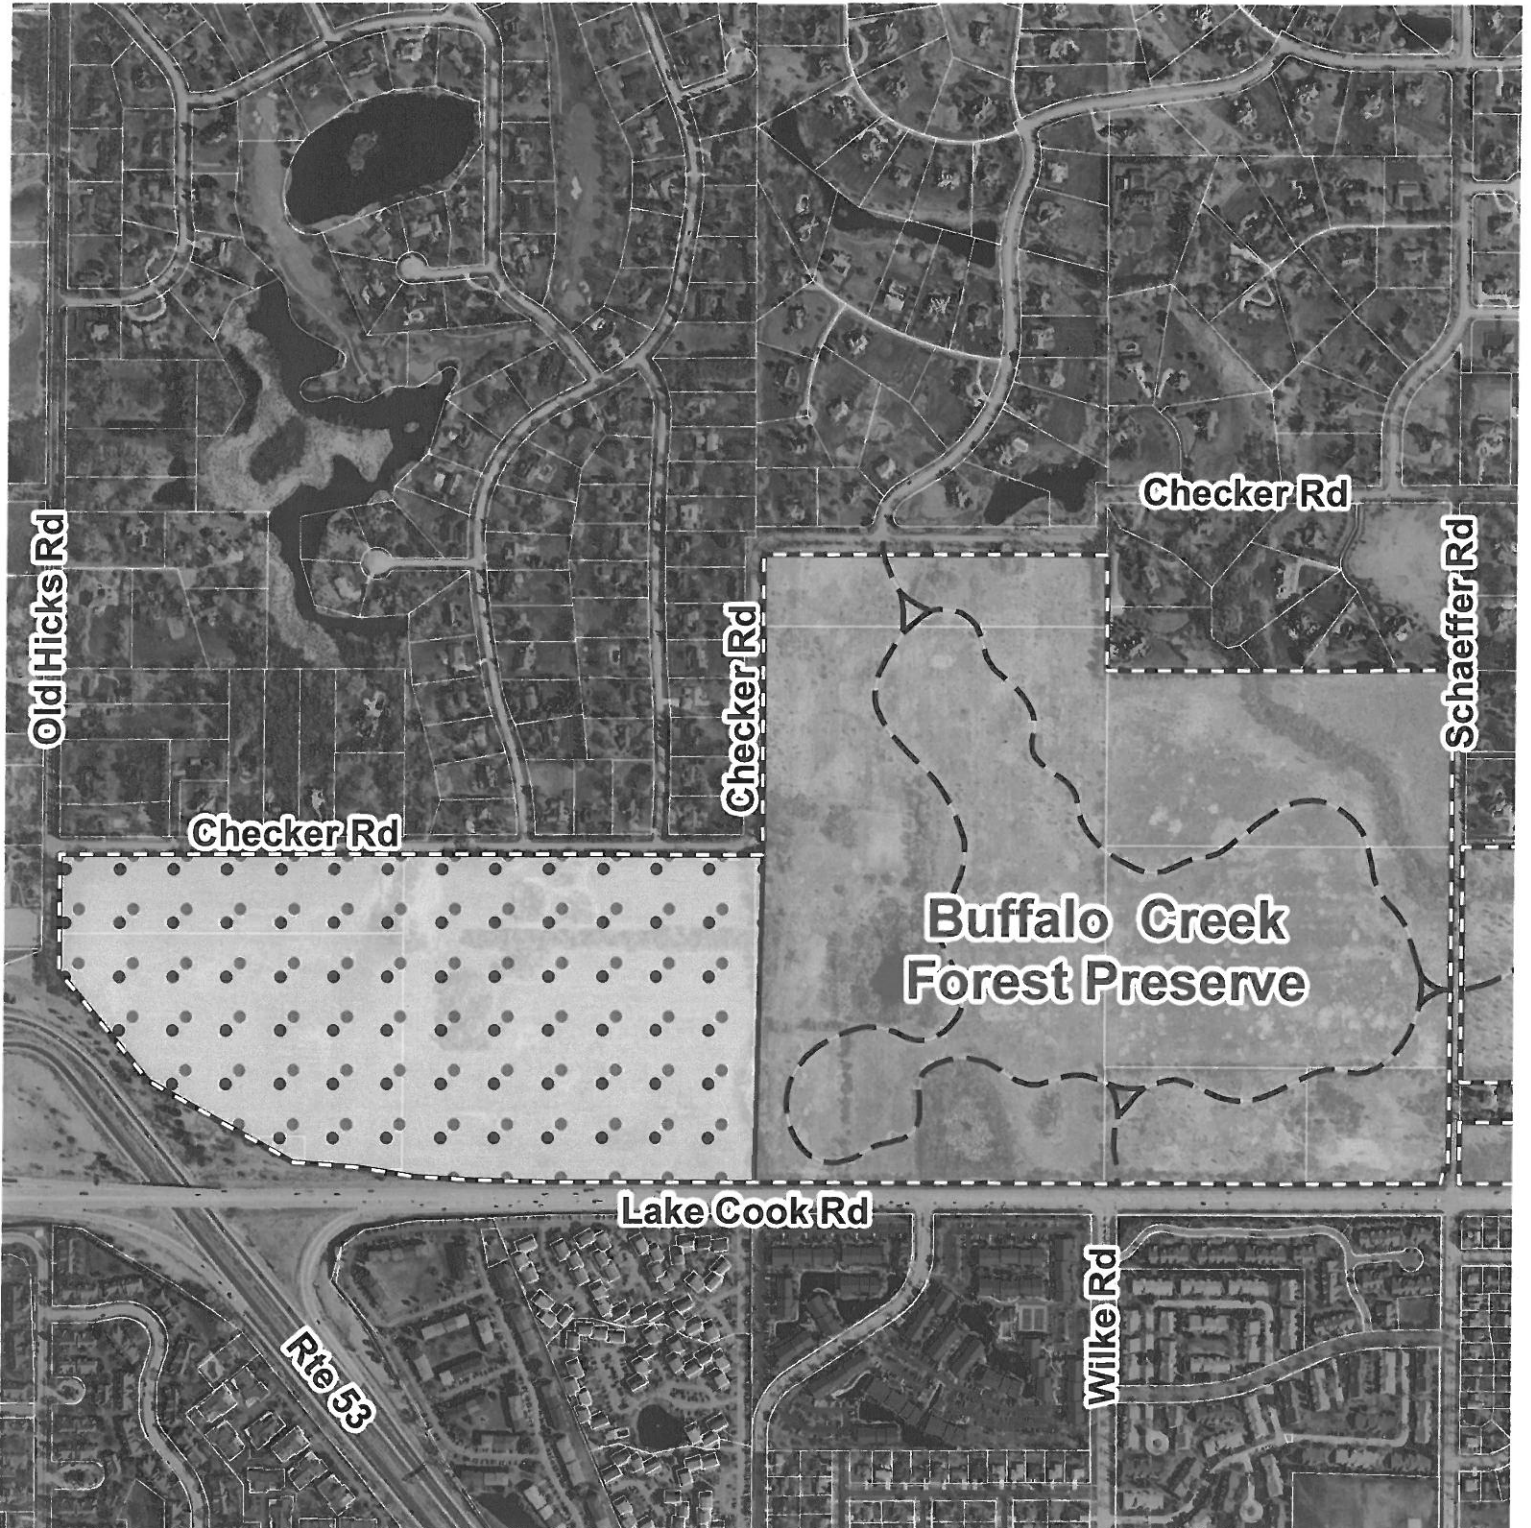 Checker Rd
Old Hicks Rd
Schaeffer Rd
Checker Rd
Checker Rd
Buffalo Creek
Forest Preserve
Lake Cook Rd
Wilke Rd
Rte 53